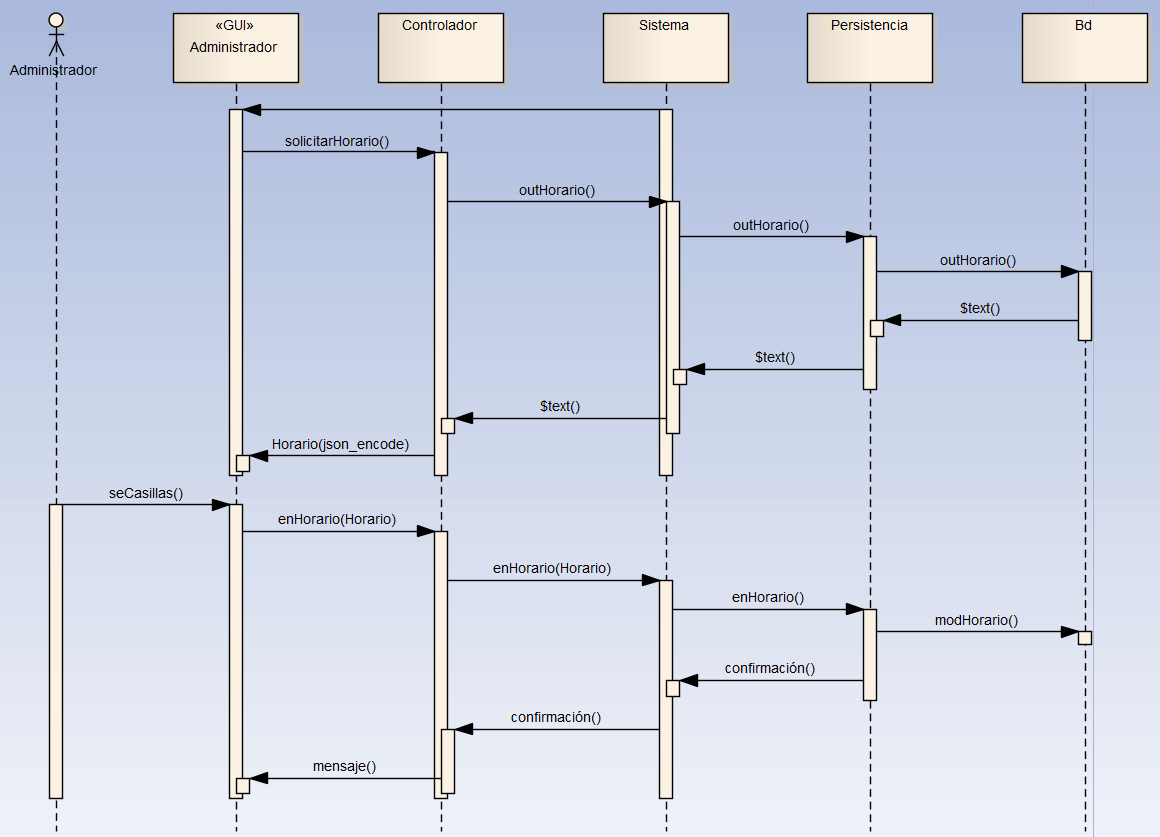 «GUI»
Administrador
Controlador
Sistema
Persistencia
Bd
Administrador
solicitarHorario()
outHorario()
outHorario()
outHorario()
$text()
$text()
$text()
Horario(json_encode)
seCasillas()
enHorario(Horario)
enHorario(Horario)
enHorario()
modHorario()
confirmación()
confirmación()
mensaje()